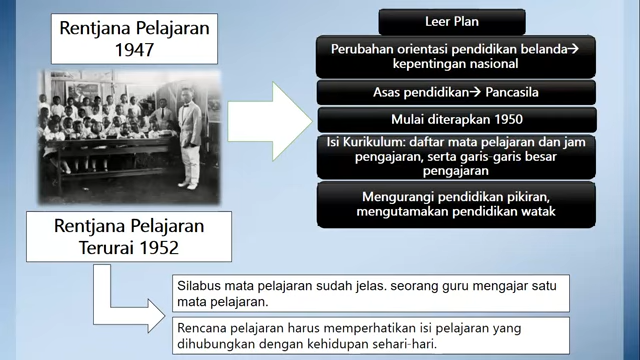 Rentjana Pelajaran
1947
Leer Plan
Perubahan orientasi pendidikan belanda→
kepentingan nasional
Asas pendidikan→ Pancasila
Mulai diterapkan 1950
Isi Kurikulum: daftar mata pelajaran dan jam
pengajaran, serta garis-garis besar
pengajaran
Mengurangi pendidikan pikiran,
mengutamakan pendidikan watak
Rentjana Pelajaran
Terurai 1952
Silabus mata pelajaran sudah jelas. seorang guru mengajar satu
mata pelajaran.
Rencana pelajaran harus memperhatikan isi pelajaran yang
dihubungkan dengan kehidupan sehari-hari.